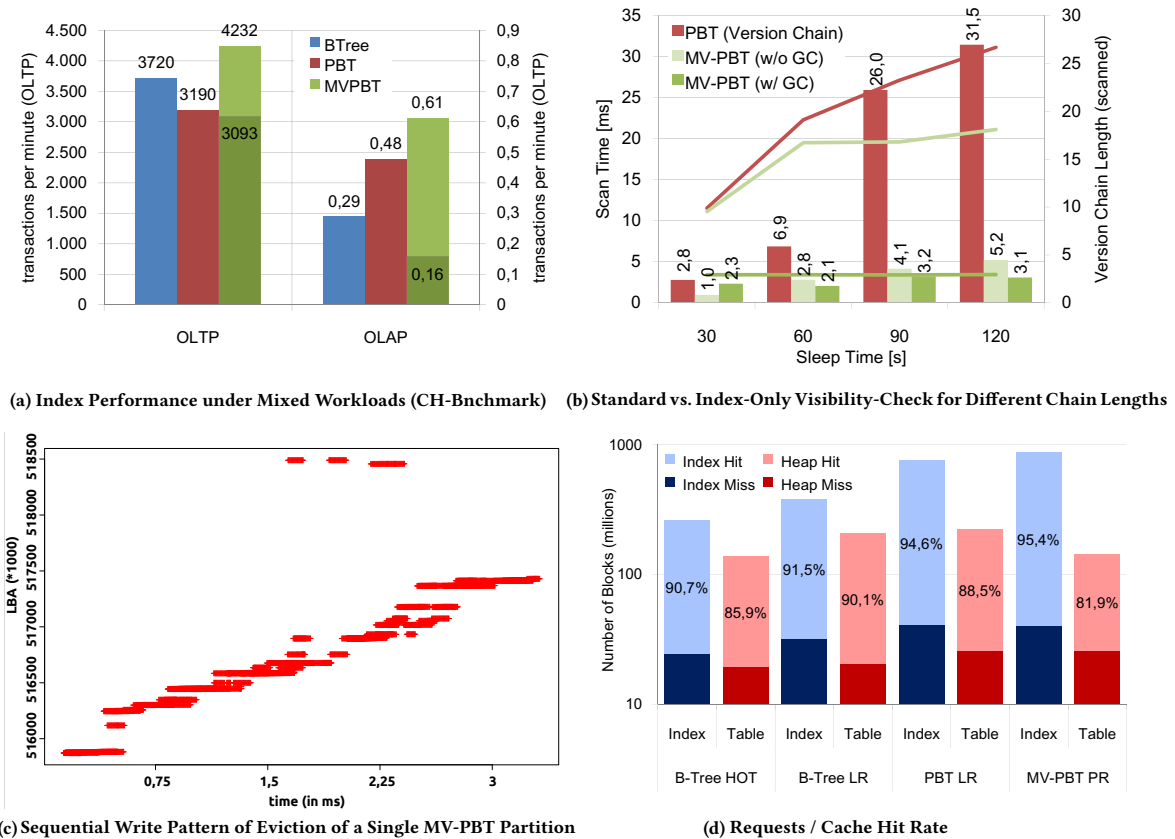 4.500
4.000
3.500
3.000
2.500
2.000
1.500
1.000
500
0
transactions per minute (OLTP)
BTree
PBT
MVPBT
3720
3190
4232
3093
0,29
0,48
0,61
0,16
0,9
0,8
0,7
0,6
0,5
0,4
0,3
0,2
0,1
0
transactions per minute (OLTP)
OLTP
OLAP
(a) Index Performance under Mixed Workloads (CH-Bnchmark)
35
30
25
20
15
10
5
0
Scan Time [ms]
PBT (Version Chain)
MV-PBT (w/o GC)
MV-PBT (w/ GC)
2,8
1,0
2,3
6,9
2,8
2,1
26,0
4,1
3,2
31,5
5,2
3,1
30
25
20
15
10
5
0
Version Chain Length (scanned)
30
60
90
120
Sleep Time [s]
(b) Standard vs. Index-Only Visibility-Check for Different Chain Lengths
518500
518000
517500
517000
516500
516000
LBA (*1000)
0,75
1,5
2,25
3
time (in ms)
(c) Sequential Write Pattern of Eviction of a Single MV-PBT Partition
1000
100
10
Number of Blocks (millions)
Index Hit
Heap Hit
Index Miss
Heap Miss
90,7%
85,9%
91,5%
90,1%
94,6%
88,5%
95,4%
81,9%
Index
Table
Index
Table
Index
Table
Index
Table
B-Tree HOT
B-Tree LR
PBT LR
MV-PBT PR
(d) Requests / Cache Hit Rate